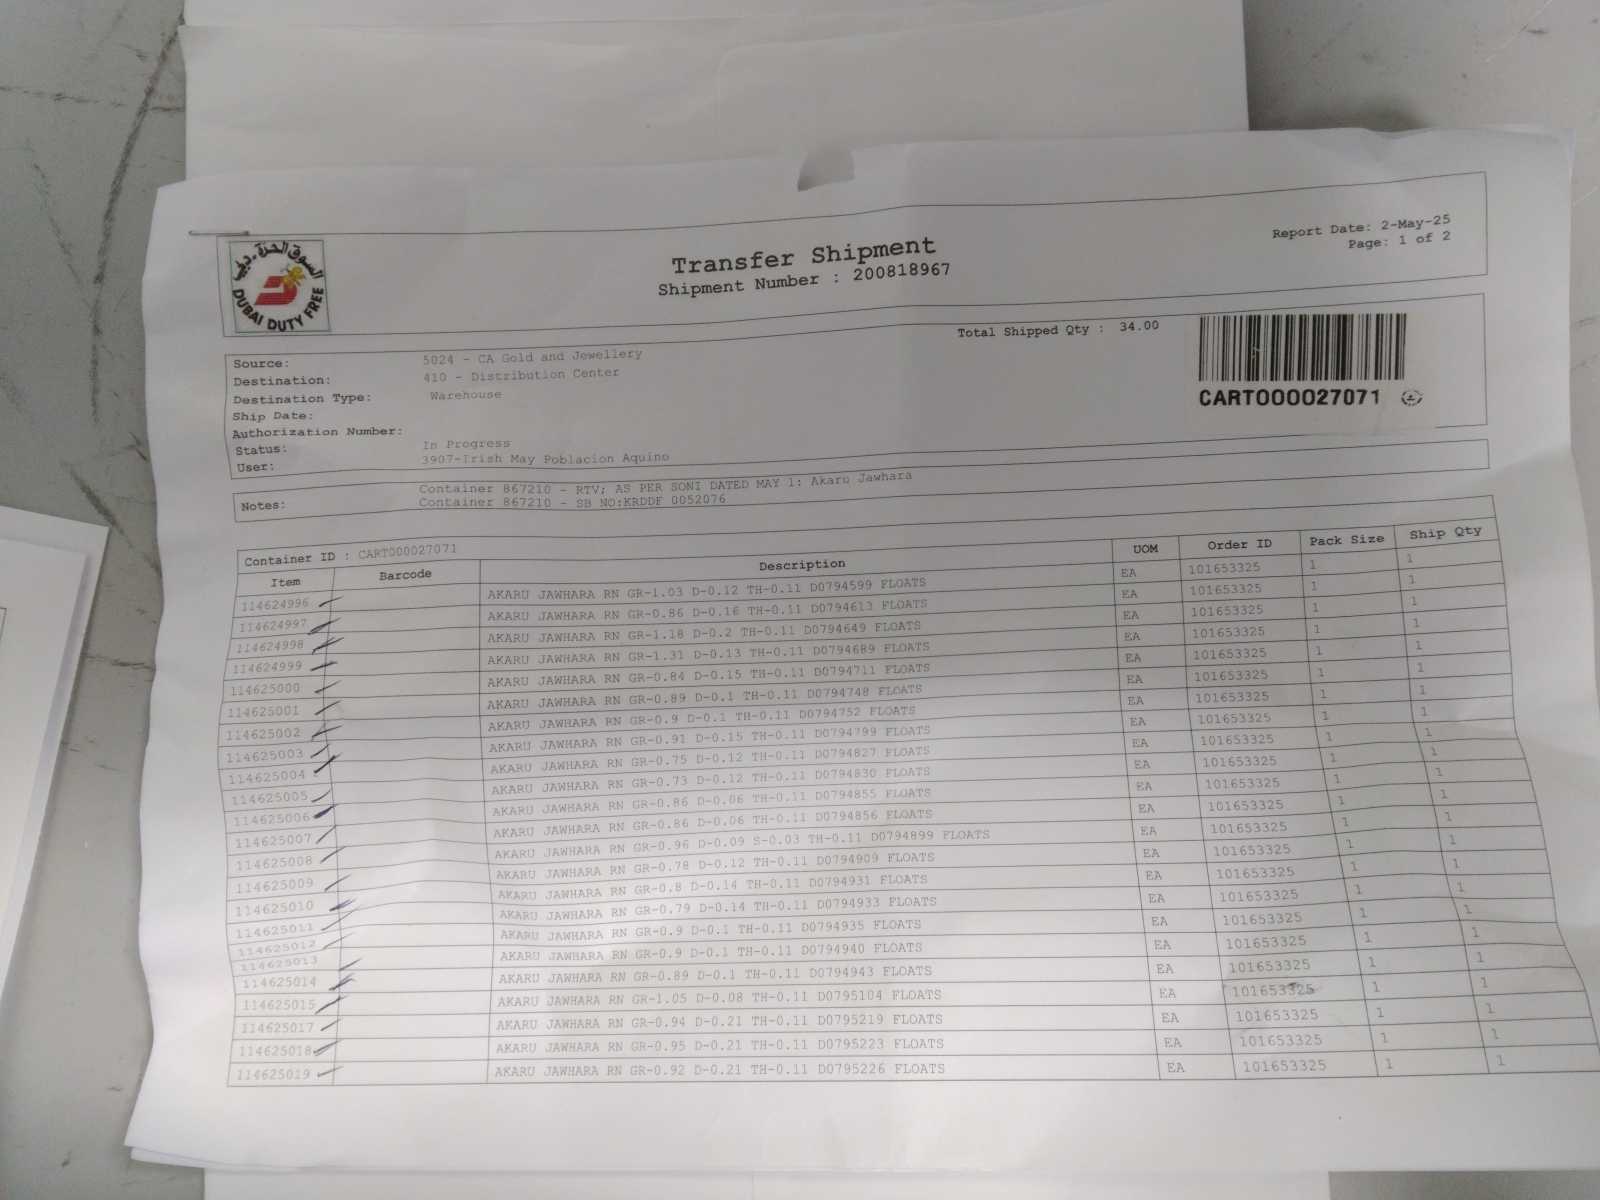 السوق الحرة-دبي
DUBAI DUTY FREE
Transfer Shipment
Shipment Number : 200818967
Report Date: 2-May-25
Page: 1 of 2
Total Shipped Qty : 34.00
CART000027071
Source: 5024 - CA Gold and Jewellery
Destination: 410 - Distribution Center
Destination Type: Warehouse
Ship Date:
Authorization Number:
Status: In Progress
User: 3907-Irish May Poblacion Aquino
Notes: Container 867210 - RTV; AS PER SONI DATED MAY 1: Akaru Jawhara
Container 867210 - SB NO:KRDDF 0052076
Container ID : CART000027071
Item Barcode Description UOM Order ID Pack Size Ship Qty
114624996 AKARU JAWHARA RN GR-1.03 D-0.12 TH-0.11 D0794599 FLOATS EA 101653325 1 1
114624997 AKARU JAWHARA RN GR-0.86 D-0.16 TH-0.11 D0794613 FLOATS EA 101653325 1 1
114624998 AKARU JAWHARA RN GR-1.18 D-0.2 TH-0.11 D0794649 FLOATS EA 101653325 1 1
114624999 AKARU JAWHARA RN GR-1.31 D-0.13 TH-0.11 D0794689 FLOATS EA 101653325 1 1
114625000 AKARU JAWHARA RN GR-0.84 D-0.15 TH-0.11 D0794711 FLOATS EA 101653325 1 1
114625001 AKARU JAWHARA RN GR-0.89 D-0.1 TH-0.11 D0794748 FLOATS EA 101653325 1 1
114625002 AKARU JAWHARA RN GR-0.9 D-0.1 TH-0.11 D0794752 FLOATS EA 101653325 1 1
114625003 AKARU JAWHARA RN GR-0.91 D-0.15 TH-0.11 D0794799 FLOATS EA 101653325 1 1
114625004 AKARU JAWHARA RN GR-0.75 D-0.12 TH-0.11 D0794827 FLOATS EA 101653325 1 1
114625005 AKARU JAWHARA RN GR-0.73 D-0.12 TH-0.11 D0794830 FLOATS EA 101653325 1 1
114625006 AKARU JAWHARA RN GR-0.86 D-0.06 TH-0.11 D0794855 FLOATS EA 101653325 1 1
114625007 AKARU JAWHARA RN GR-0.86 D-0.06 TH-0.11 D0794856 FLOATS EA 101653325 1 1
114625008 AKARU JAWHARA RN GR-0.96 D-0.09 S-0.03 TH-0.11 D0794899 FLOATS EA 101653325 1 1
114625009 AKARU JAWHARA RN GR-0.78 D-0.12 TH-0.11 D0794909 FLOATS EA 101653325 1 1
114625010 AKARU JAWHARA RN GR-0.8 D-0.14 TH-0.11 D0794931 FLOATS EA 101653325 1 1
114625011 AKARU JAWHARA RN GR-0.79 D-0.14 TH-0.11 D0794933 FLOATS EA 101653325 1 1
114625012 AKARU JAWHARA RN GR-0.9 D-0.1 TH-0.11 D0794935 FLOATS EA 101653325 1 1
114625013 AKARU JAWHARA RN GR-0.9 D-0.1 TH-0.11 D0794940 FLOATS EA 101653325 1 1
114625014 AKARU JAWHARA RN GR-0.89 D-0.1 TH-0.11 D0794943 FLOATS EA 101653325 1 1
114625015 AKARU JAWHARA RN GR-1.05 D-0.08 TH-0.11 D0795104 FLOATS EA 101653325 1 1
114625017 AKARU JAWHARA RN GR-0.94 D-0.21 TH-0.11 D0795219 FLOATS EA 101653325 1 1
114625018 AKARU JAWHARA RN GR-0.95 D-0.21 TH-0.11 D0795223 FLOATS EA 101653325 1 1
114625019 AKARU JAWHARA RN GR-0.92 D-0.21 TH-0.11 D0795226 FLOATS EA 101653325 1 1